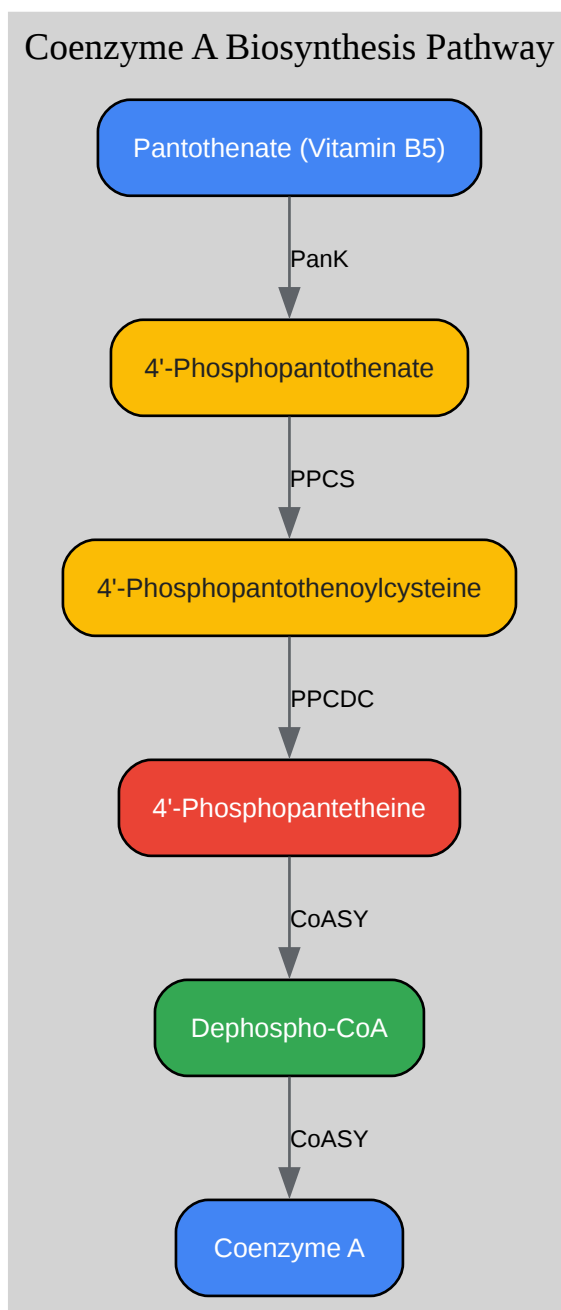 Coenzyme A Biosynthesis Pathway
Pantothenate (Vitamin B5)
PanK
4'-Phosphopantothenate
PPCS
4'-Phosphopantothenoylcysteine
PPCDC
4'-Phosphopantetheine
CoASY
Dephospho-CoA
CoASY
Coenzyme A